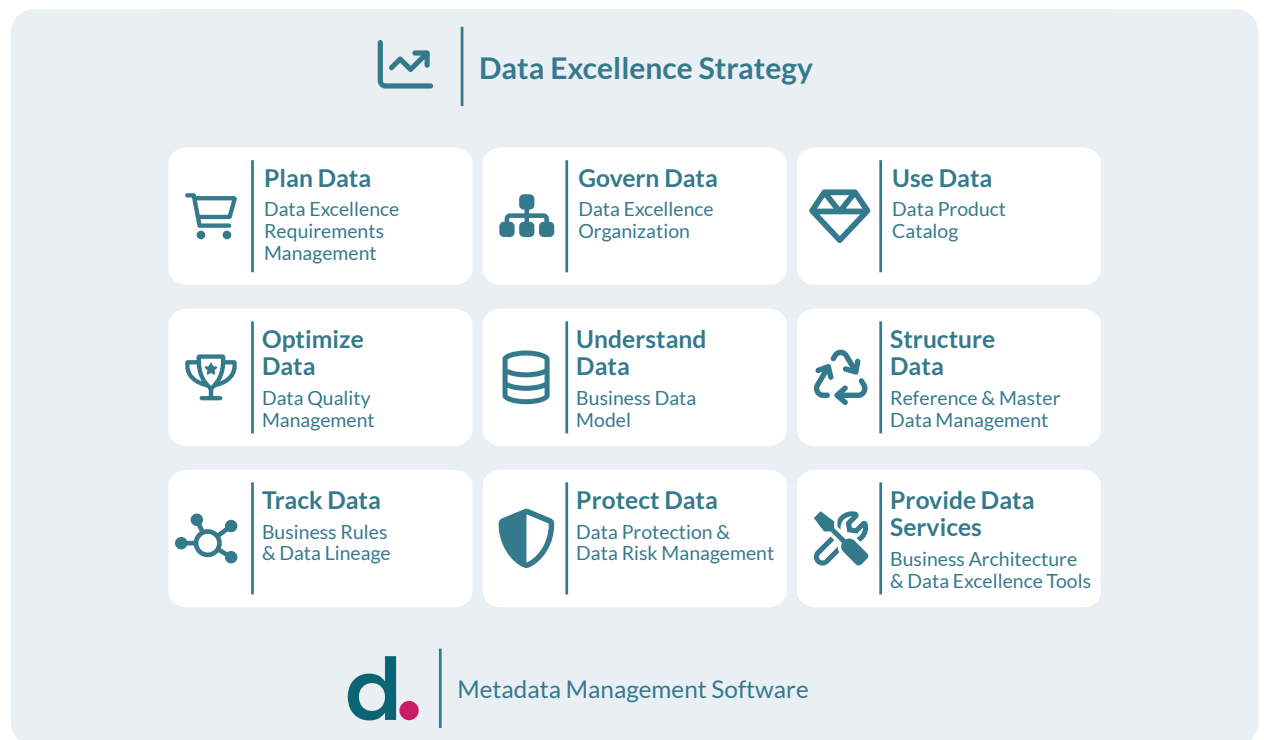 Data Excellence Strategy
Plan Data
Data Excellence
Requirements
Management
Govern Data
Data Excellence
Organization
Use Data
Data Product
Catalog
Optimize
Data
Data Quality
Management
Understand
Data
Business Data
Model
Structure
Data
Reference & Master
Data Management
Track Data
Business Rules
& Data Lineage
Protect Data
Data Protection &
Data Risk Management
Provide Data
Services
Business Architecture
& Data Excellence Tools
d.
Metadata Management Software